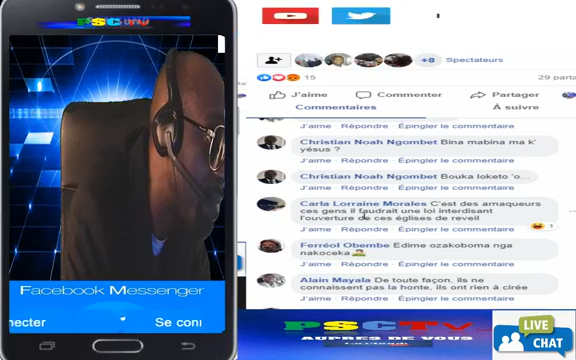 PSCTV
Spectateurs
+8
15
29 parta
J'aime
Commenter
Partager
Commentaires
À suivre
J'aime Répondre Épingler le commentaire
Christian Noah Ngombet Bina mabina ma k'
yésus ?
J'aime Répondre Épingler le commentaire
Christian Noah Ngombet Bouka loketo 'o...
J'aime Répondre Épingler le commentaire
Carla Lorraine Morales C'est des arnaqueurs
ces gens il faudrait une loi interdisant
l'ouverture de ces églises de reveil
1
J'aime Répondre Épingler le commentaire
Ferréol Obembe Edime ozakoboma nga
nakoceka
J'aime Répondre Épingler le commentaire
Alain Mayala De toute façon, ils ne
connaissent pas la honte, ils ont rien à cirée
J'aime Répondre Épingler le commentaire
Facebook Messenger
necter
Se conn
PSCTV
AUPRES DE VOUS
LIVE
CHAT